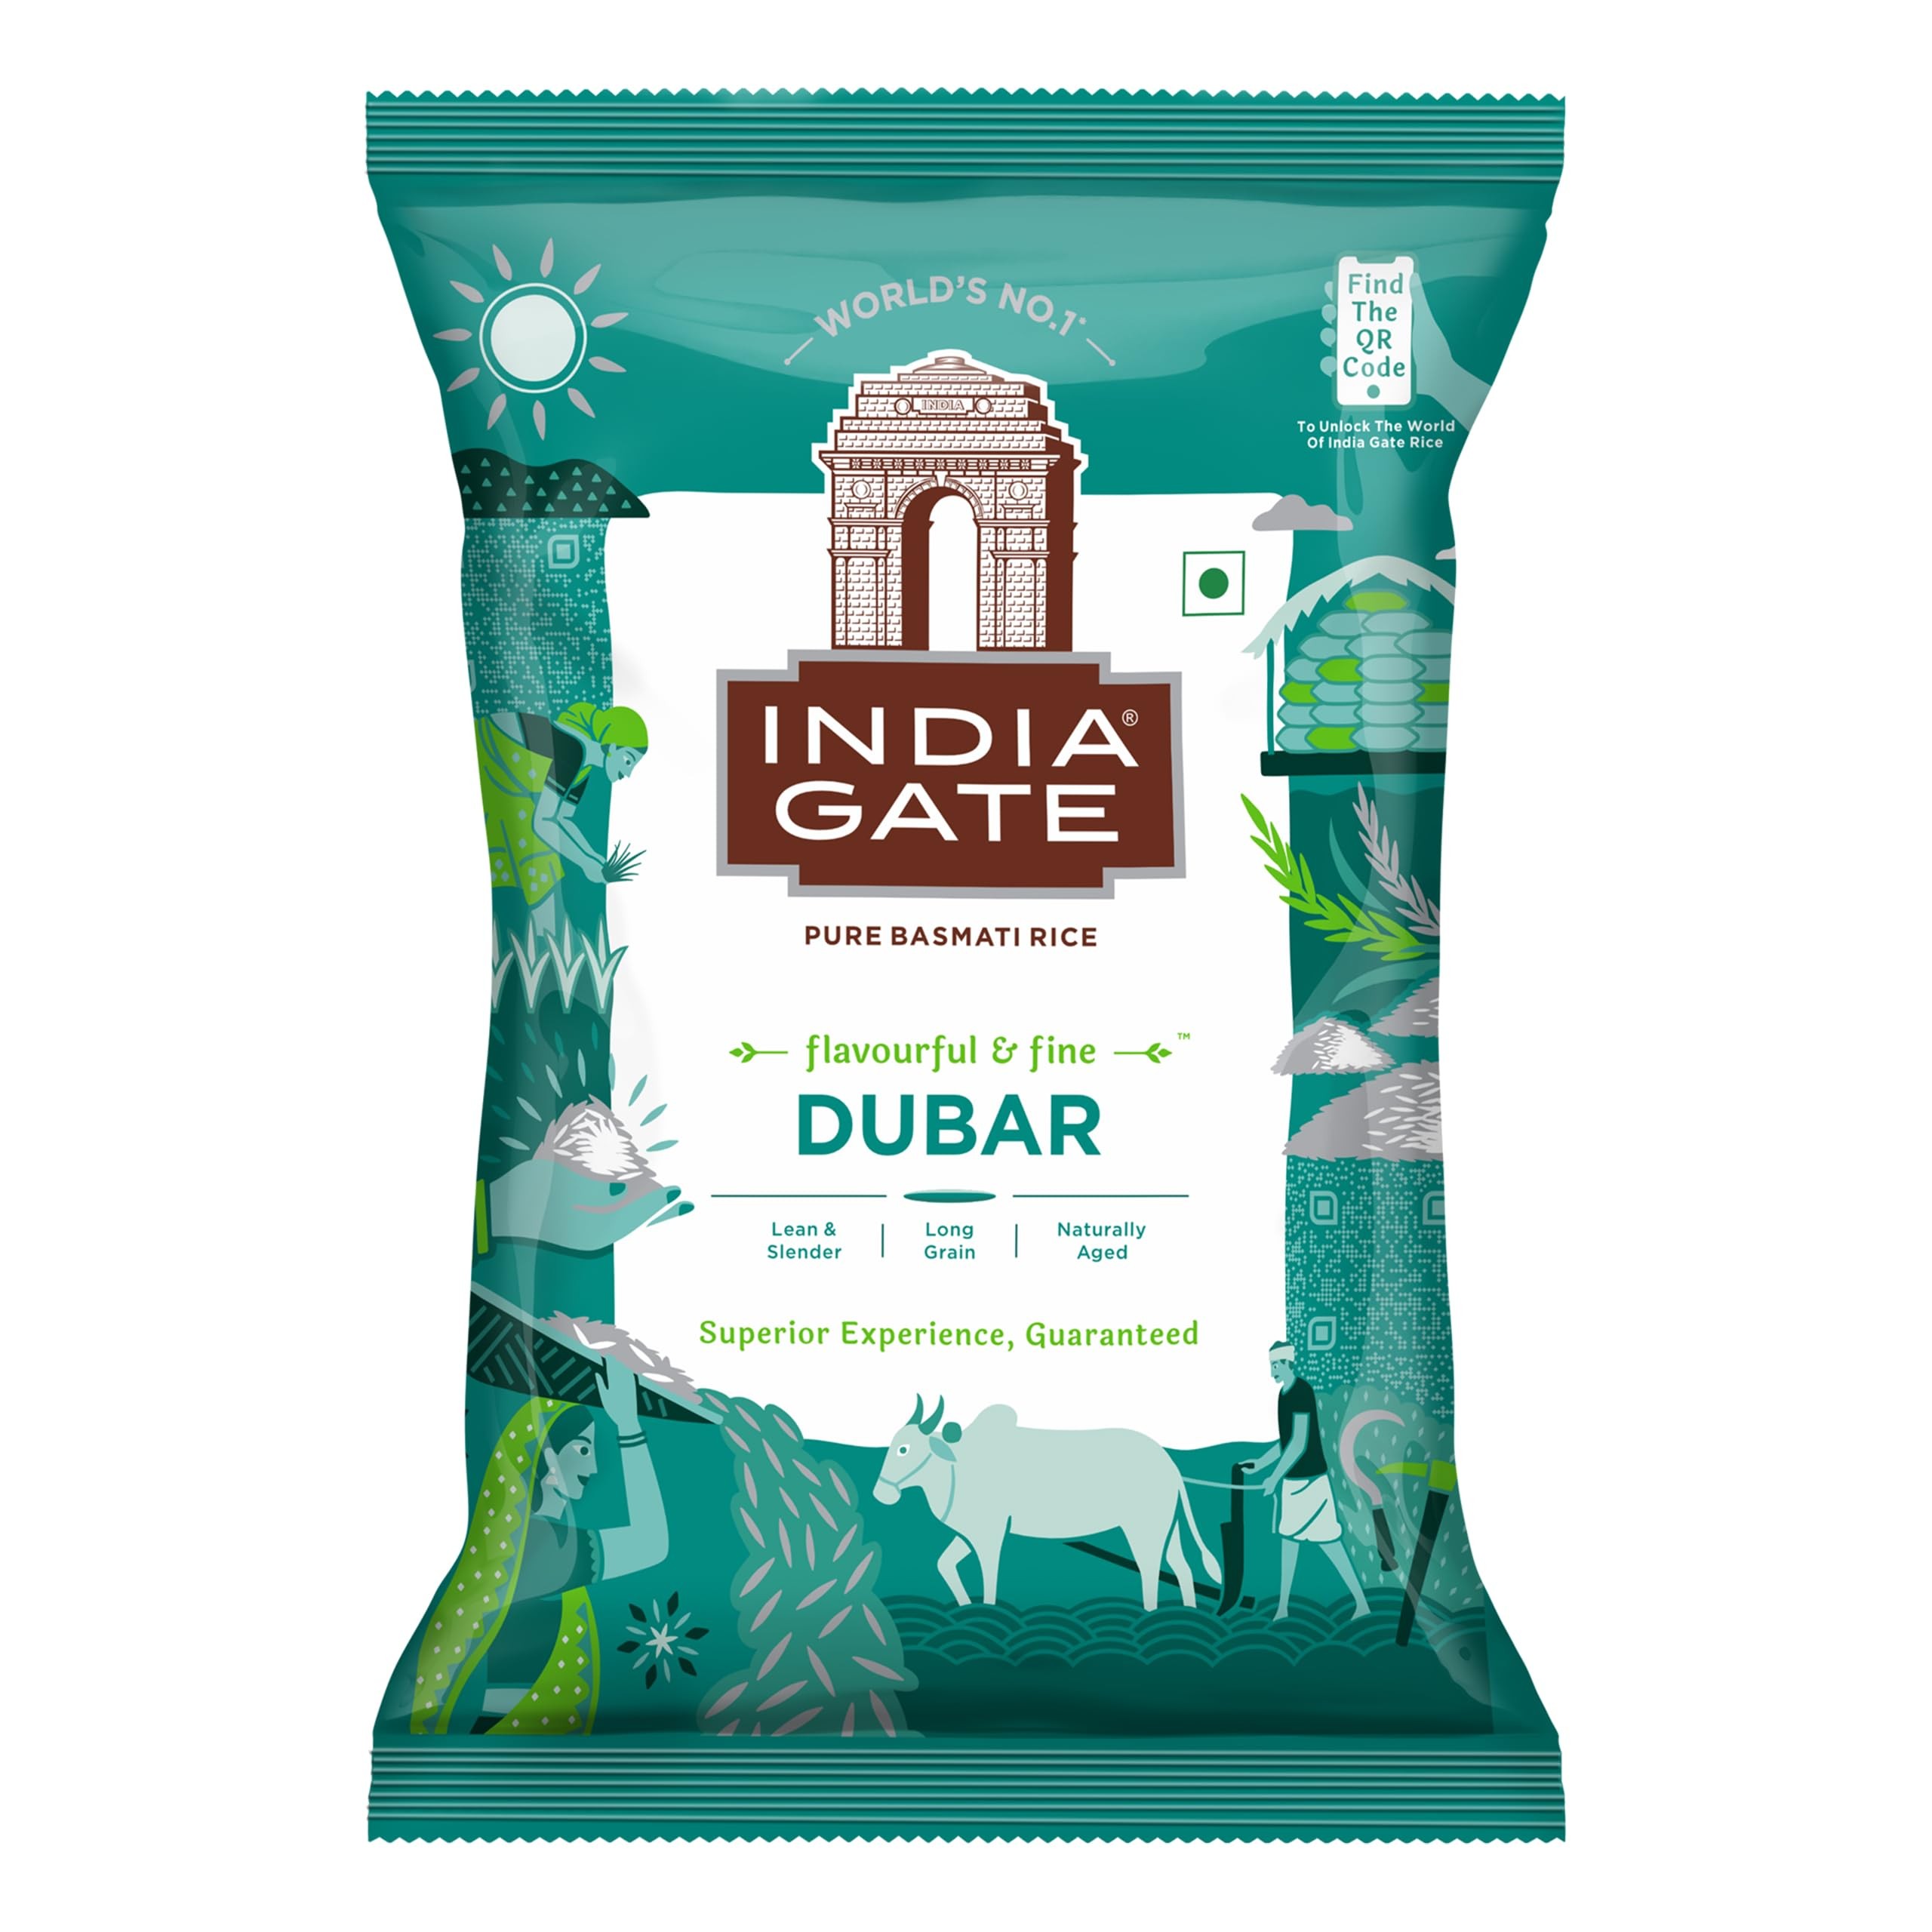 WORLD'S NO.1*
Find
The
QR
Code
To Unlock The World
Of India Gate Rice
INDIA
INDIA®
GATE
PURE BASMATI RICE
flavourful & fine™
DUBAR
Lean &
Slender
Long
Grain
Naturally
Aged
Superior Experience, Guaranteed